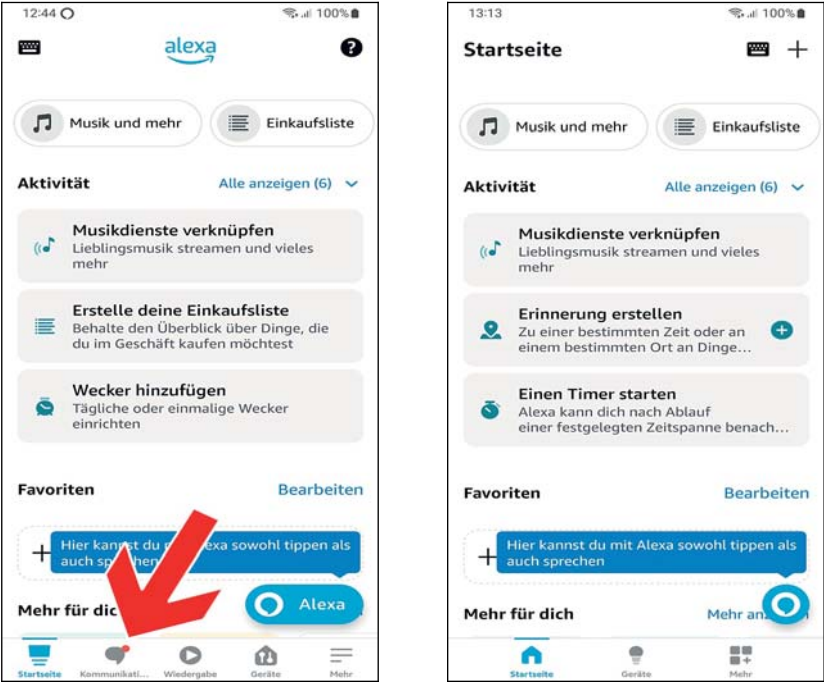 12:44
100%
alexa
?
Musik und mehr
Einkaufsliste
Aktivität
Alle anzeigen (6)
Musikdienste verknüpfen
Lieblingsmusik streamen und vieles
mehr
Erstelle deine Einkaufsliste
Behalte den Überblick über Dinge, die
du im Geschäft kaufen möchtest
Wecker hinzufügen
Tägliche oder einmalige Wecker
einrichten
Favoriten
Bearbeiten
Hier kannst du exa sowohl tippen als
auch
Alexa
Mehr für
Startseite
Kommunikati...
Wiedergabe
Geräte
Mehr
13:13
100%
Startseite
Musik und mehr
Einkaufsliste
Aktivität
Alle anzeigen (6)
Musikdienste verknüpfen
Lieblingsmusik streamen und vieles
mehr
Erinnerung erstellen
Zu einer bestimmten Zeit oder an
einem bestimmten Ort an Dinge...
Einen Timer starten
Alexa kann dich nach Ablauf
einer festgelegten Zeitspanne benach...
Favoriten
Bearbeiten
Hier kannst du mit Alexa sowohl tippen als
auch sprechen
Mehr für dich
Mehr
Startseite
Geräte
Mehr